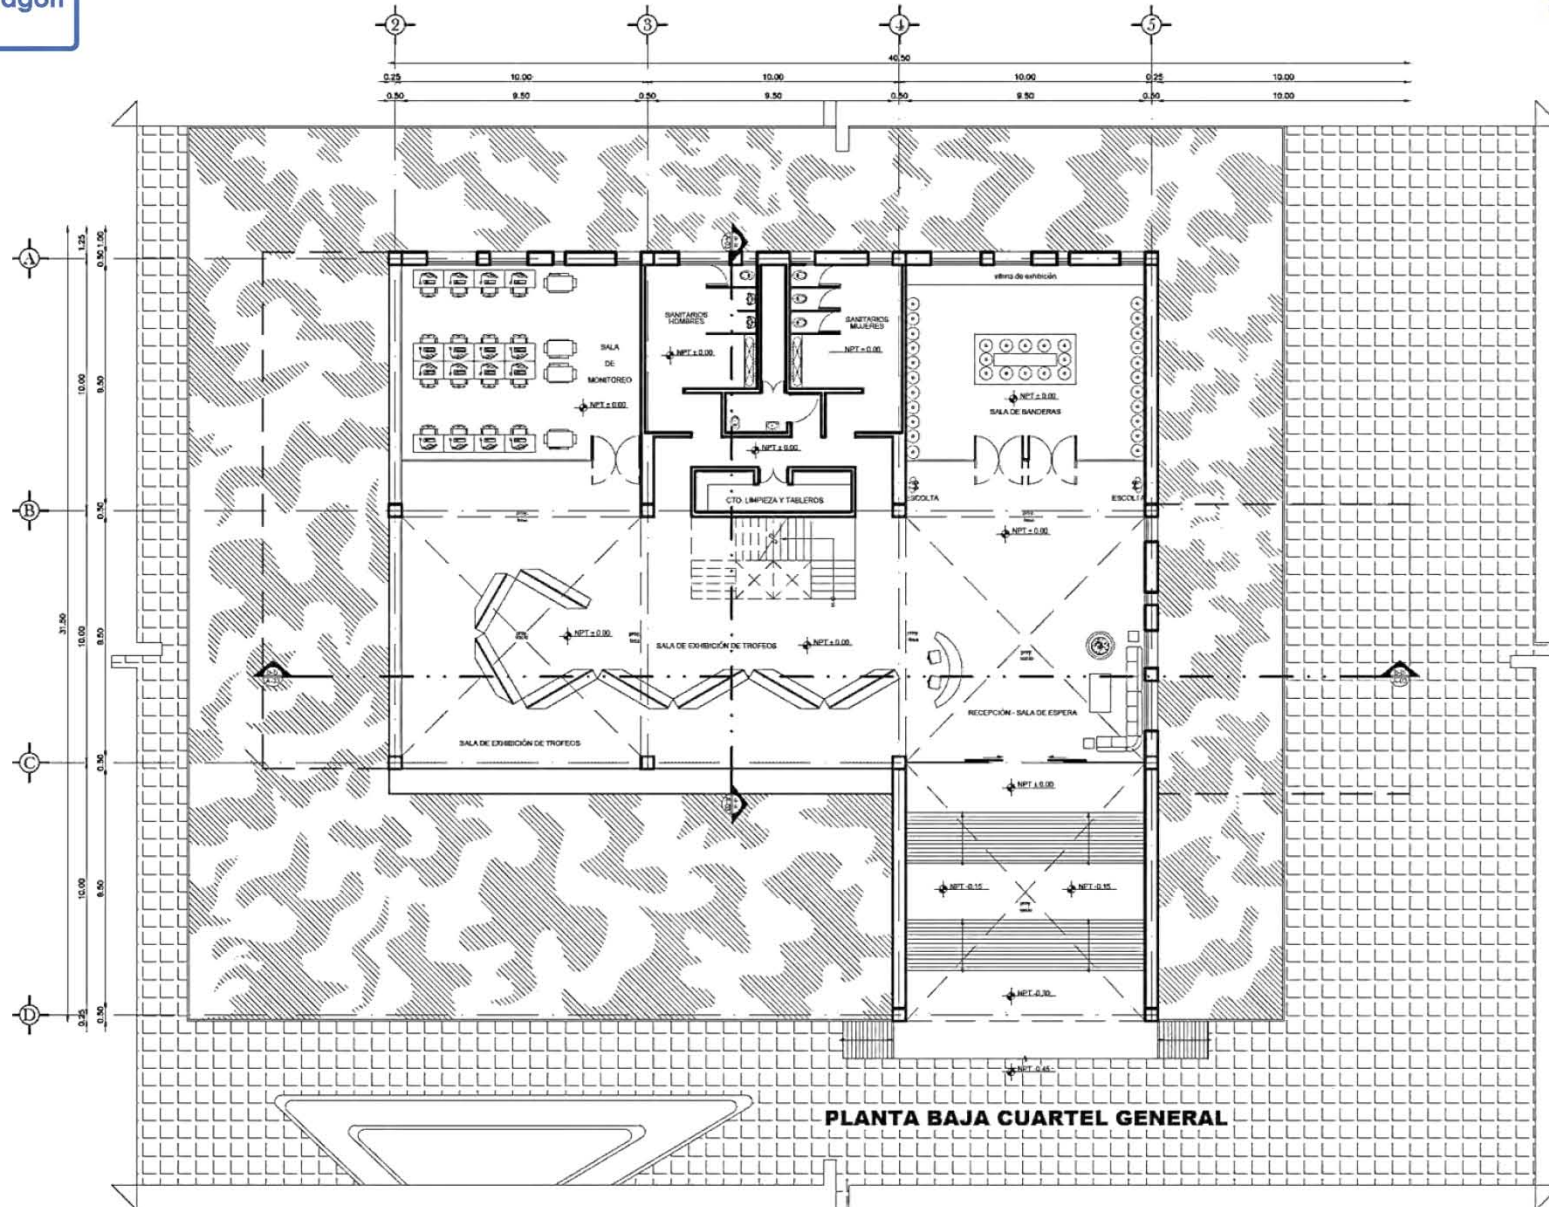 agón
2
3
4
5
40.50
0.25
10.00
10.00
10.00
0.25
10.00
0.50
9.50
0.50
9.50
0.50
9.50
0.50
10.00
1.25
0.50
1.00
A
vitrina de exhibición
SANITARIOS
HOMBRES
SANITARIOS
MUJERES
SALA
DE
MONITOREO
NPT ± 0.00
NPT ± 0.00
10.00
9.50
NPT ± 0.00
NPT ± 0.00
SALA DE BANDERAS
NPT ± 0.00
CTO. LIMPIEZA Y TABLEROS
ESCOLTA
ESCOLTA
B
0.50
NPT ± 0.00
31.50
10.00
9.50
NPT ± 0.00
SALA DE EXHIBICIÓN DE TROFEOS
NPT ± 0.00
RECEPCIÓN - SALA DE ESPERA
SALA DE EXHIBICIÓN DE TROFEOS
C
0.50
NPT ± 0.00
10.00
9.50
NPT -0.15
NPT -0.15
NPT -0.30
D
0.25
0.50
NPT -0.45
PLANTA BAJA CUARTEL GENERAL